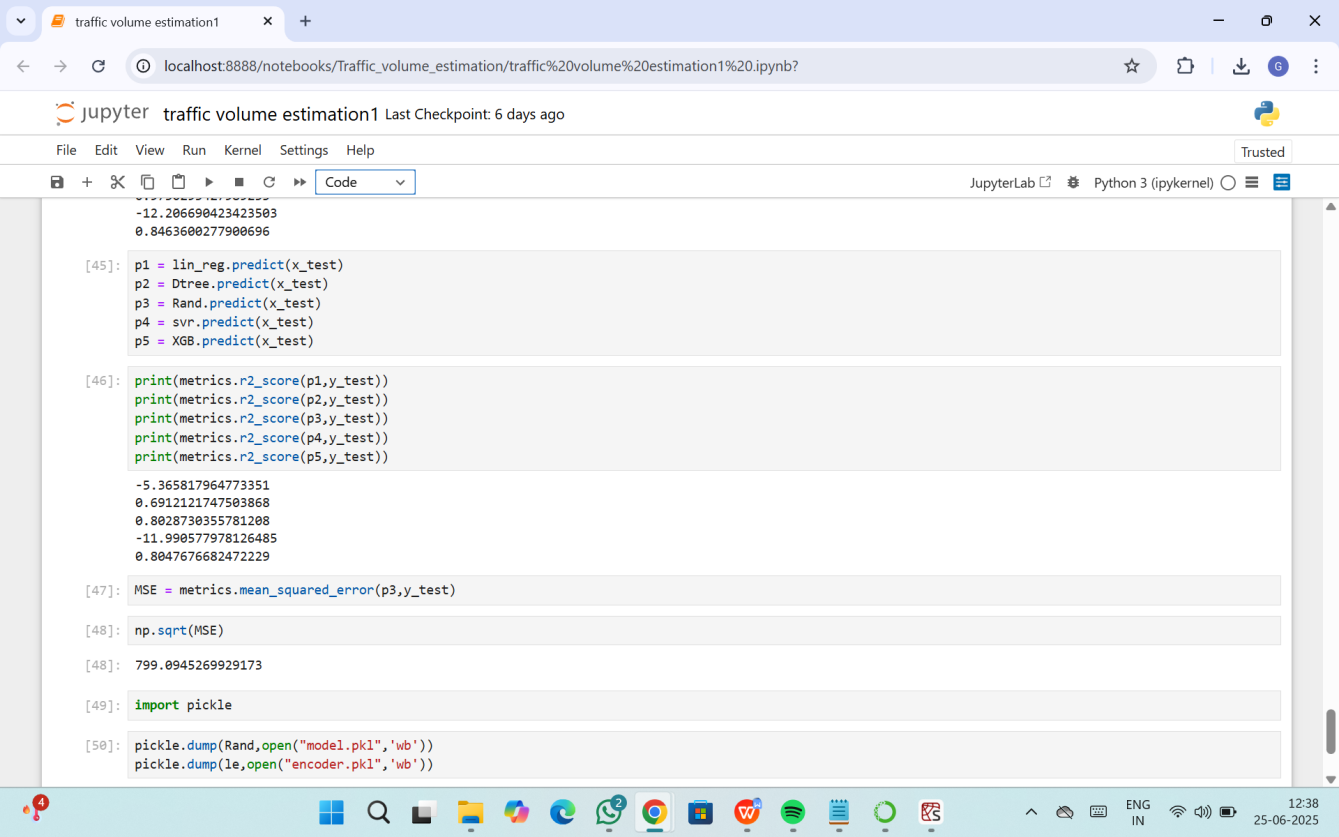 traffic volume estimation1
localhost:8888/notebooks/Traffic_volume_estimation/traffic%20volume%20estimation1%20.ipynb?
G
jupyter traffic volume estimation1 Last Checkpoint: 6 days ago
File Edit View Run Kernel Settings Help
Trusted
Code
JupyterLab Python 3 (ipykernel)
-12.206690423423503
0.8463600277900696
[45]: p1 = lin_reg.predict(x_test)
p2 = Dtree.predict(x_test)
p3 = Rand.predict(x_test)
p4 = svr.predict(x_test)
p5 = XGB.predict(x_test)
[46]: print(metrics.r2_score(p1,y_test))
print(metrics.r2_score(p2,y_test))
print(metrics.r2_score(p3,y_test))
print(metrics.r2_score(p4,y_test))
print(metrics.r2_score(p5,y_test))
-5.365817964773351
0.6912121747503868
0.8028730355781208
-11.990577978126485
0.8047676682472229
[47]: MSE = metrics.mean_squared_error(p3,y_test)
[48]: np.sqrt(MSE)
[48]: 799.0945269929173
[49]: import pickle
[50]: pickle.dump(Rand,open("model.pkl",'wb'))
pickle.dump(le,open("encoder.pkl",'wb'))
4
2
W
ENG
IN
12:38
25-06-2025